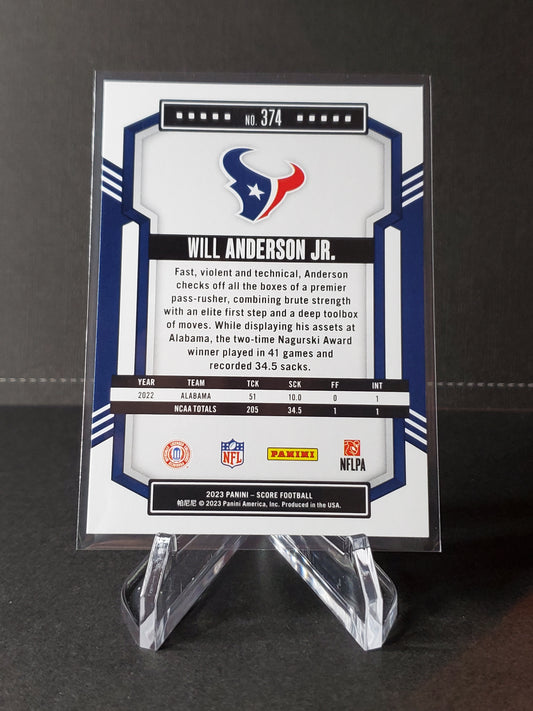 NO. 374
WILL ANDERSON JR.
Fast, violent and technical, Anderson
checks off all the boxes of a premier
pass-rusher, combining brute strength
with an elite first step and a deep toolbox
of moves. While displaying his assets at
Alabama, the two-time Nagurski Award
winner played in 41 games and
recorded 34.5 sacks.
YEAR TEAM TCK SCK FF INT
2022 ALABAMA 51 10.0 0 1
NCAA TOTALS 205 34.5 1 1
NFL PANINI NFLPA
2023 PANINI – SCORE FOOTBALL
帕尼尼 © 2023 Panini America, Inc. Produced in the USA.